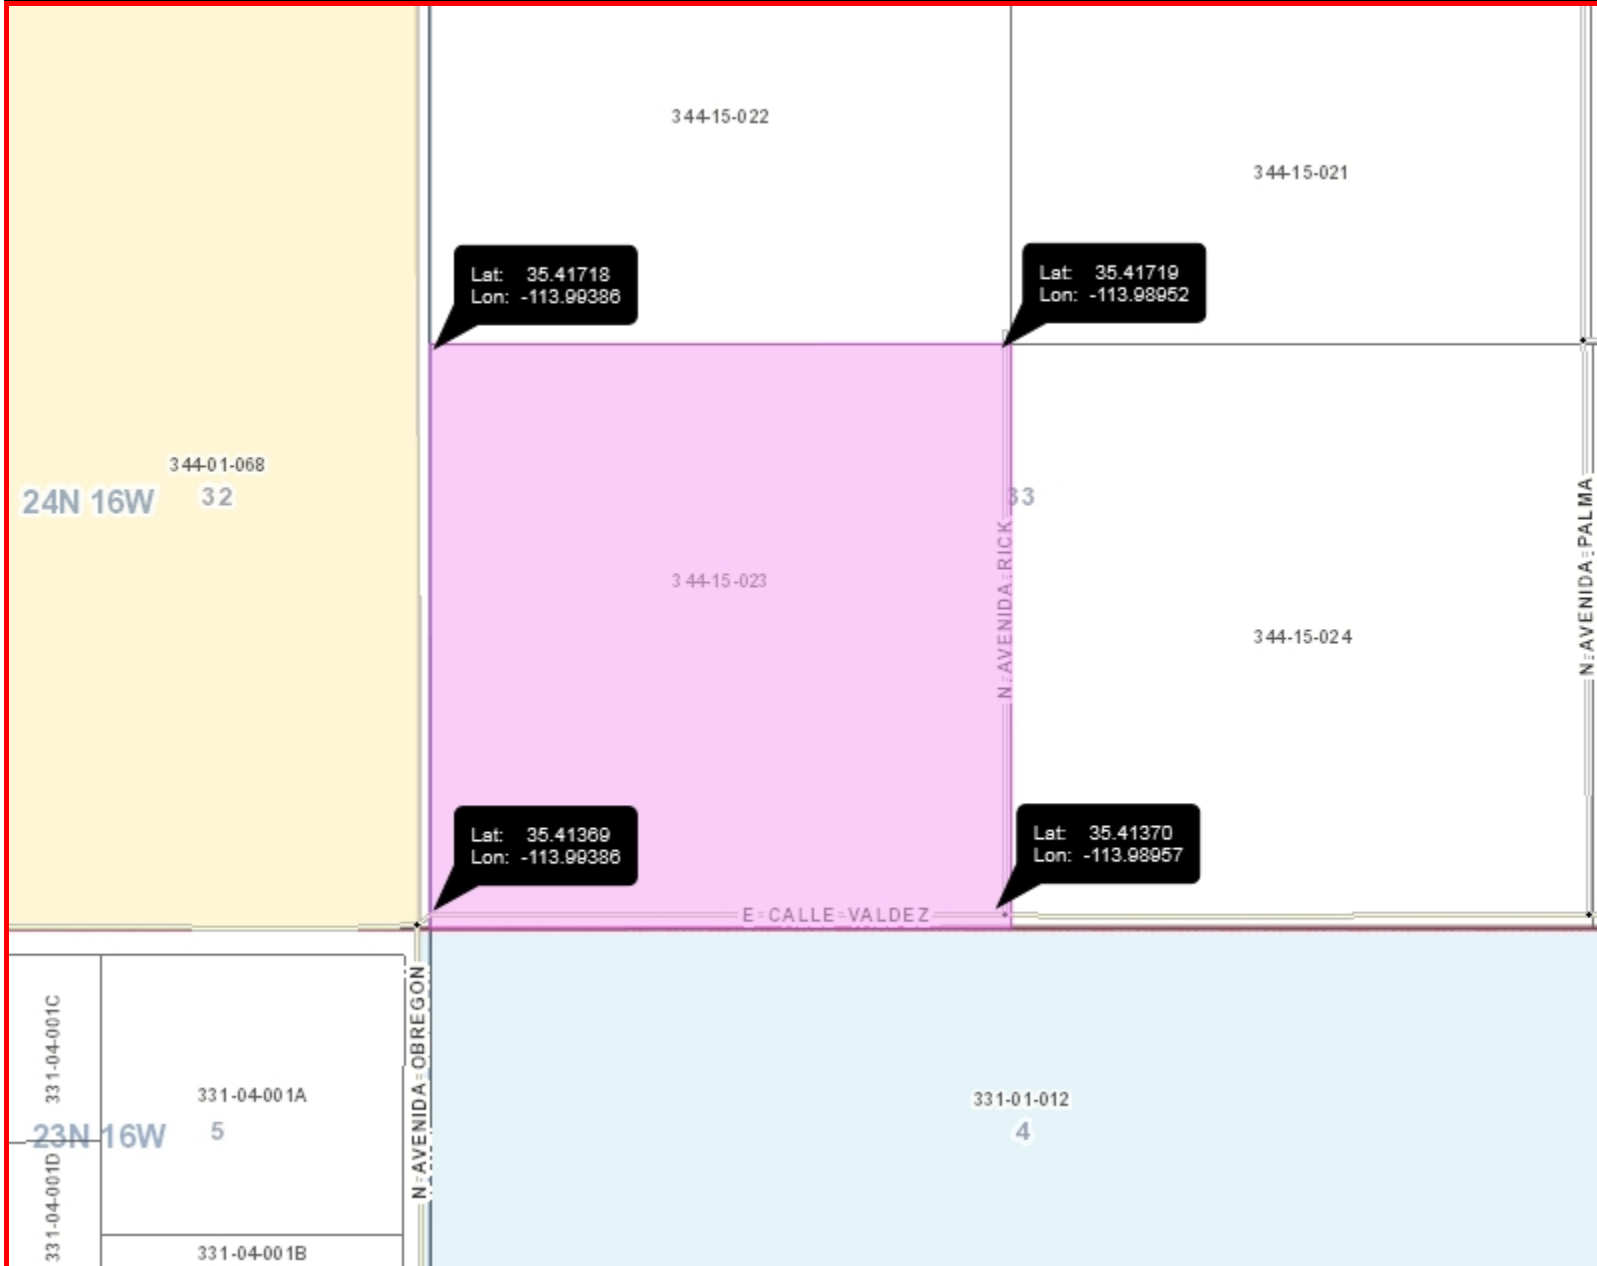 344-15-022
344-15-021
Lat: 35.41718
Lon: -113.99386
Lat: 35.41719
Lon: -113.98952
344-01-068
24N 16W
32
33
344-15-023
N AVENIDA RICK
344-15-024
N AVENIDA PALMA
Lat: 35.41369
Lon: -113.99386
Lat: 35.41370
Lon: -113.98957
E CALLE VALDEZ
N AVENIDA OBREGON
331-04-001C
331-04-001A
331-01-012
23N 16W
5
4
331-04-001D
331-04-001B